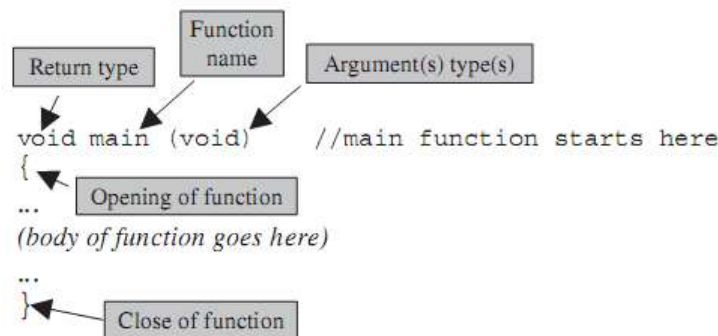 Function
name
Return type
Argument(s) type(s)
void main (void) //main function starts here
{
Opening of function
...
(body of function goes here)
...
}
Close of function